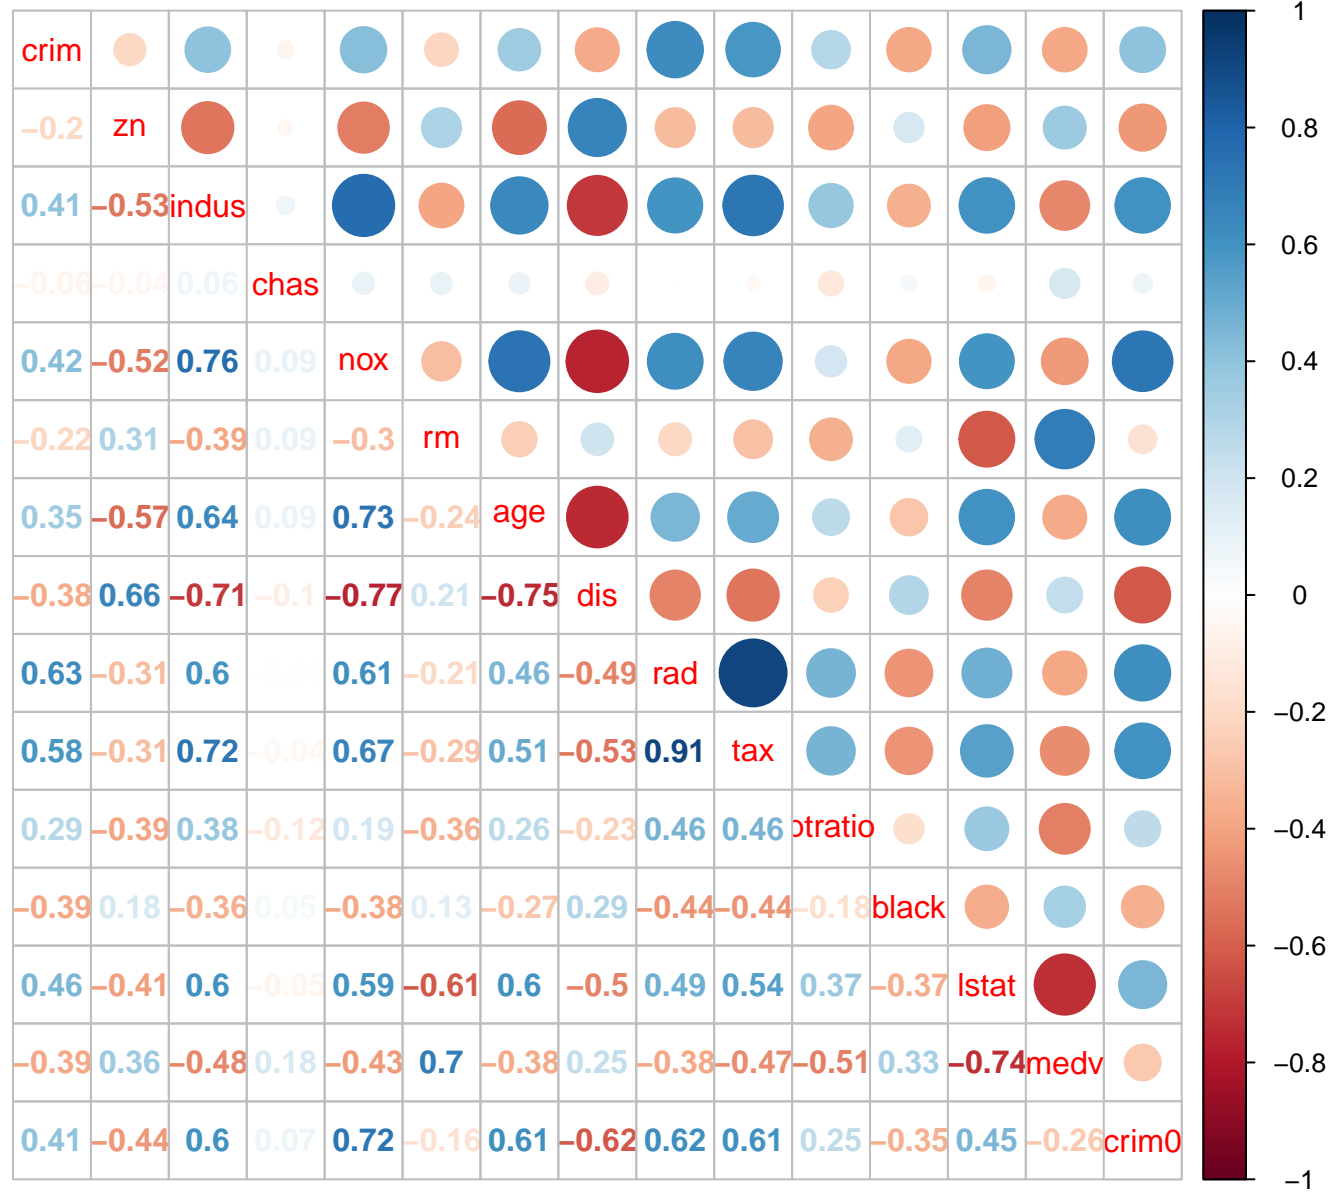 crim
−0.2 zn
0.41 −0.53 indus
−0.06 −0.04 0.06 chas
0.42 −0.52 0.76 0.09 nox
−0.22 0.31 −0.39 0.09 −0.3 rm
0.35 −0.57 0.64 0.09 0.73 −0.24 age
−0.38 0.66 −0.71 −0.1 −0.77 0.21 −0.75 dis
0.63 −0.31 0.6 0.61 −0.21 0.46 −0.49 rad
0.58 −0.31 0.72 −0.04 0.67 −0.29 0.51 −0.53 0.91 tax
0.29 −0.39 0.38 −0.12 0.19 −0.36 0.26 −0.23 0.46 0.46 ptratio
−0.39 0.18 −0.36 0.05 −0.38 0.13 −0.27 0.29 −0.44 −0.44 −0.18 black
0.46 −0.41 0.6 −0.05 0.59 −0.61 0.6 −0.5 0.49 0.54 0.37 −0.37 lstat
−0.39 0.36 −0.48 0.18 −0.43 0.7 −0.38 0.25 −0.38 −0.47 −0.51 0.33 −0.74 medv
0.41 −0.44 0.6 0.07 0.72 −0.16 0.61 −0.62 0.62 0.61 0.25 −0.35 0.45 −0.26 crim0
1
0.8
0.6
0.4
0.2
0
−0.2
−0.4
−0.6
−0.8
−1